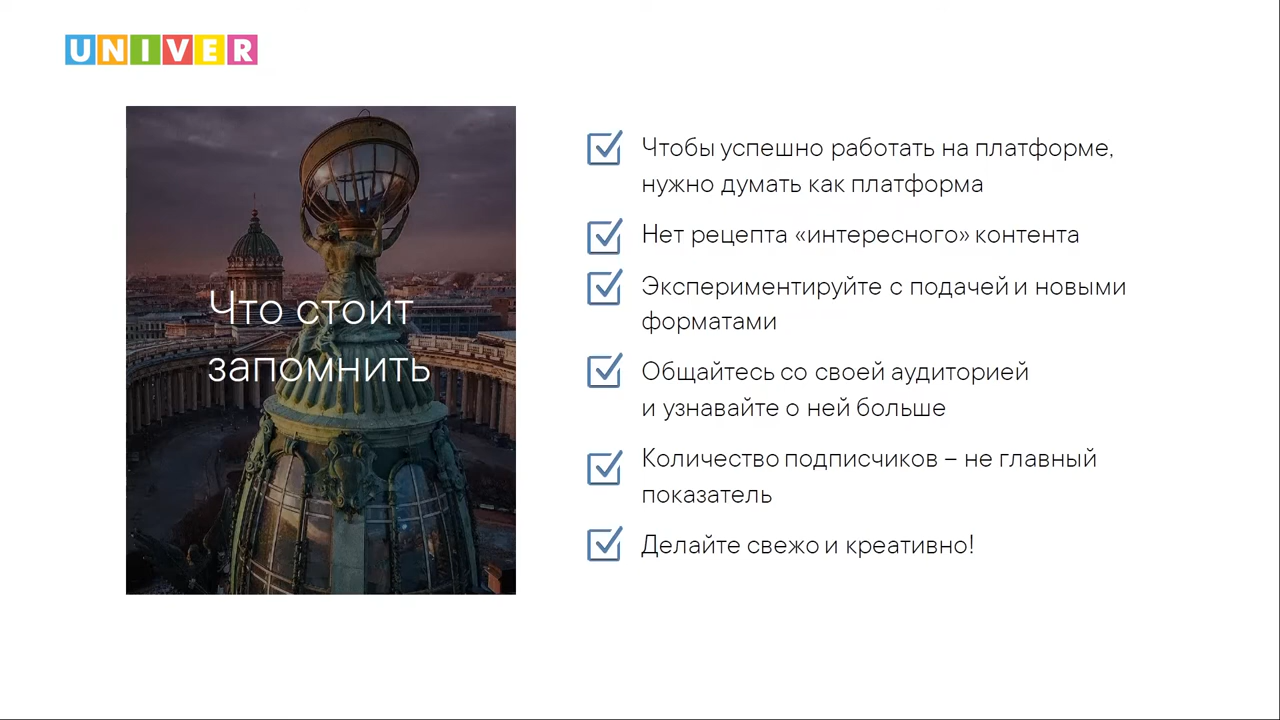 UNIVER
Что стоит
запомнить
Чтобы успешно работать на платформе,
нужно думать как платформа
Нет рецепта «интересного» контента
Экспериментируйте с подачей и новыми
форматами
Общайтесь со своей аудиторией
и узнавайте о ней больше
Количество подписчиков – не главный
показатель
Делайте свежо и креативно!